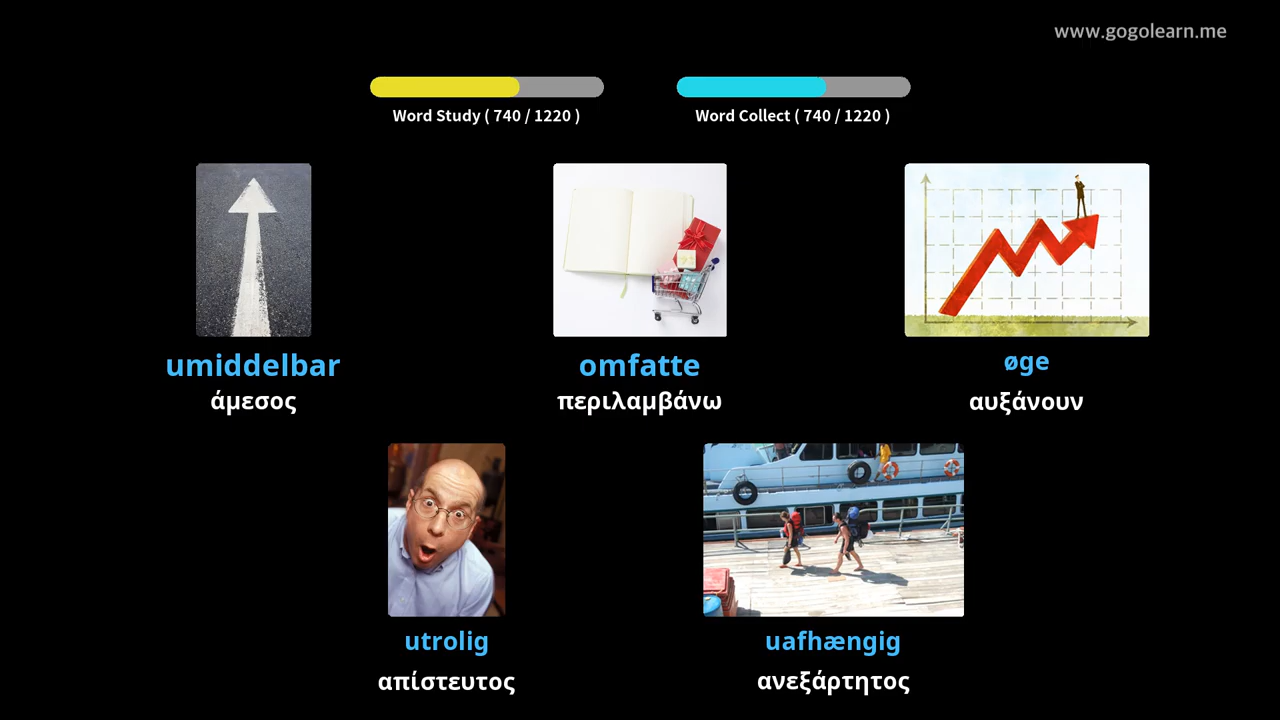 www.gogolearn.me
Word Study ( 740 / 1220 )
Word Collect ( 740 / 1220 )
umiddelbar
άμεσος
omfatte
περιλαμβάνω
øge
αυξάνουν
utrolig
απίστευτος
uafhængig
ανεξάρτητος